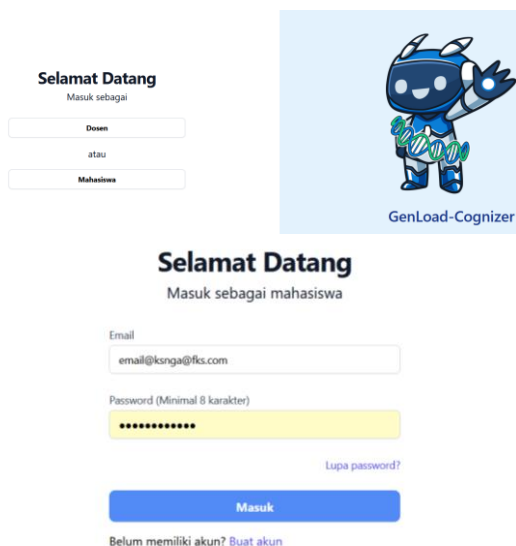 Selamat Datang
Masuk sebagai
Dosen
atau
Mahasiswa
GenLoad-Cognizer
Selamat Datang
Masuk sebagai mahasiswa
Email
email@ksnga@fks.com
Password (Minimal 8 karakter)
Lupa password?
Masuk
Belum memiliki akun? Buat akun